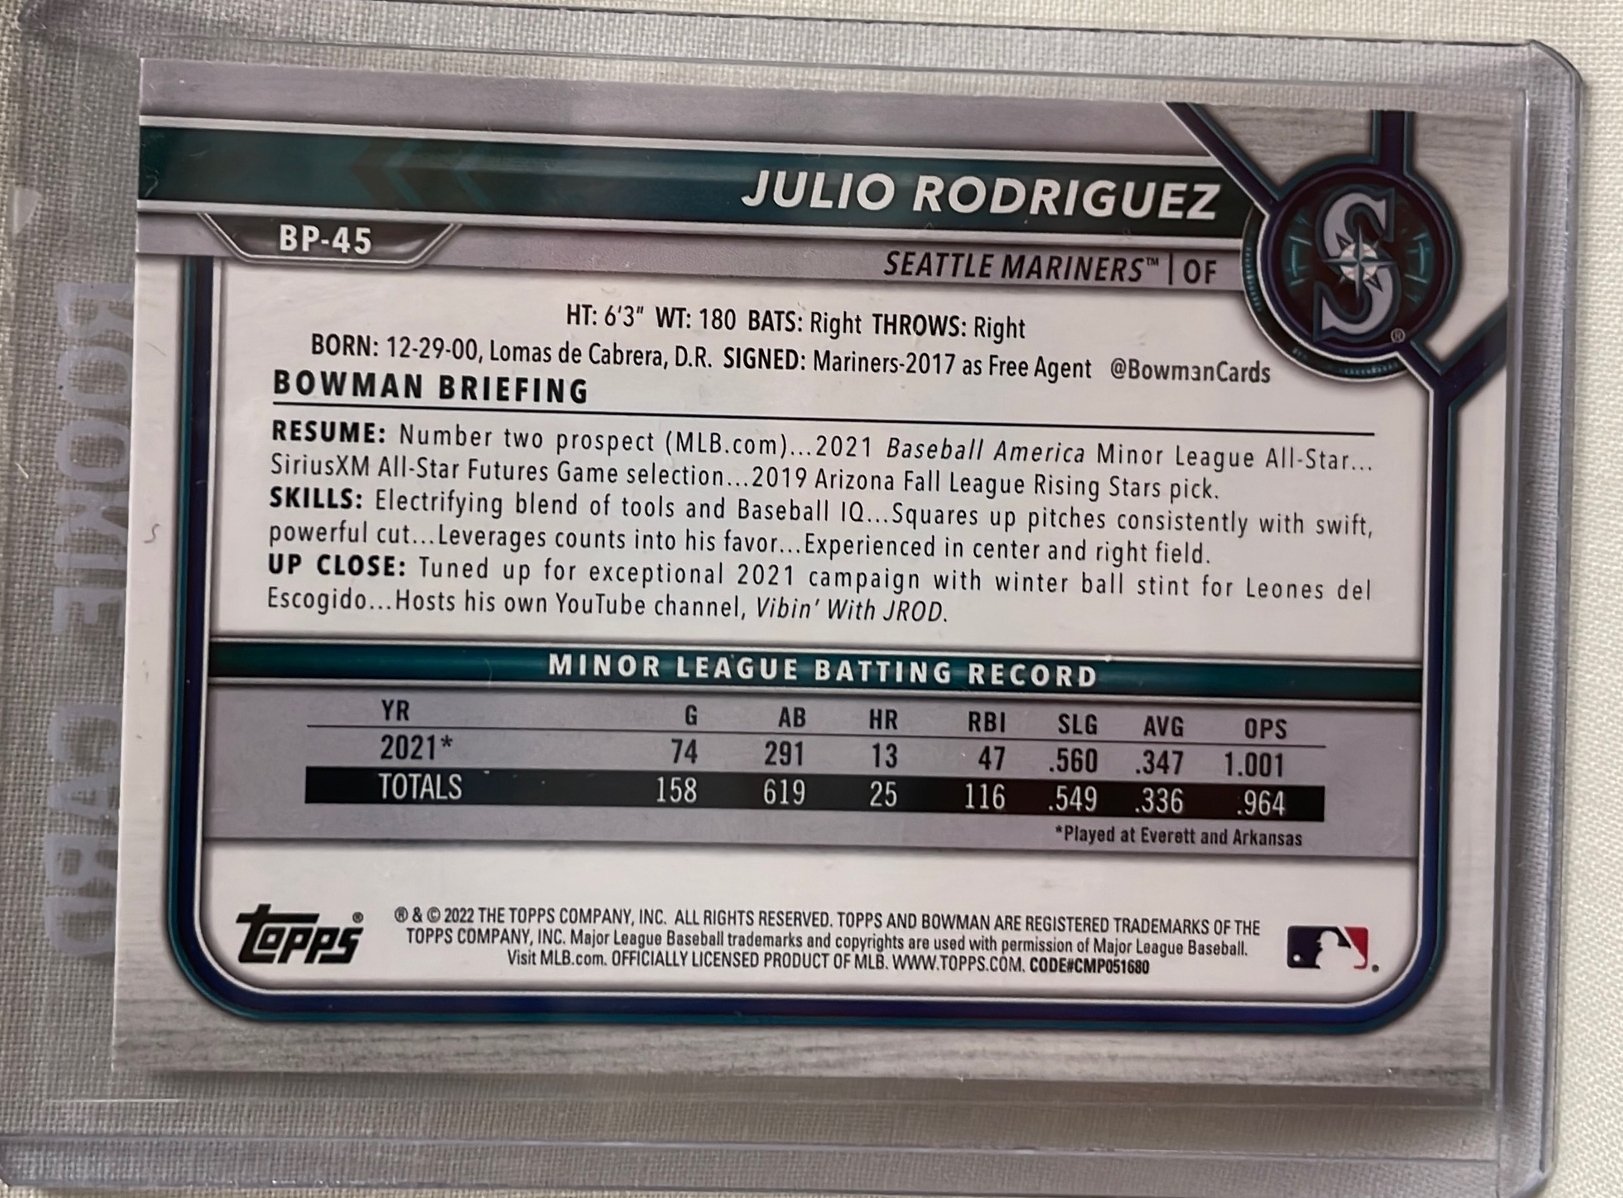 JULIO RODRIGUEZ
BP-45
SEATTLE MARINERS™ | OF
S
®
HT: 6'3" WT: 180 BATS: Right THROWS: Right
BORN: 12-29-00, Lomas de Cabrera, D.R. SIGNED: Mariners-2017 as Free Agent @BowmanCards
BOWMAN BRIEFING
RESUME: Number two prospect (MLB.com)...2021 Baseball America Minor League All-Star...
SiriusXM All-Star Futures Game selection...2019 Arizona Fall League Rising Stars pick.
SKILLS: Electrifying blend of tools and Baseball IQ...Squares up pitches consistently with swift,
powerful cut...Leverages counts into his favor...Experienced in center and right field.
UP CLOSE: Tuned up for exceptional 2021 campaign with winter ball stint for Leones del
Escogido...Hosts his own YouTube channel, Vibin' With JROD.
MINOR LEAGUE BATTING RECORD
YR G AB HR RBI SLG AVG OPS
2021* 74 291 13 47 .560 .347 1.001
TOTALS 158 619 25 116 .549 .336 .964
*Played at Everett and Arkansas
topps®
® & © 2022 THE TOPPS COMPANY, INC. ALL RIGHTS RESERVED. TOPPS AND BOWMAN ARE REGISTERED TRADEMARKS OF THE
TOPPS COMPANY, INC. Major League Baseball trademarks and copyrights are used with permission of Major League Baseball.
Visit MLB.com. OFFICIALLY LICENSED PRODUCT OF MLB. WWW.TOPPS.COM. CODE#CMP051680
ROOKIE CARD